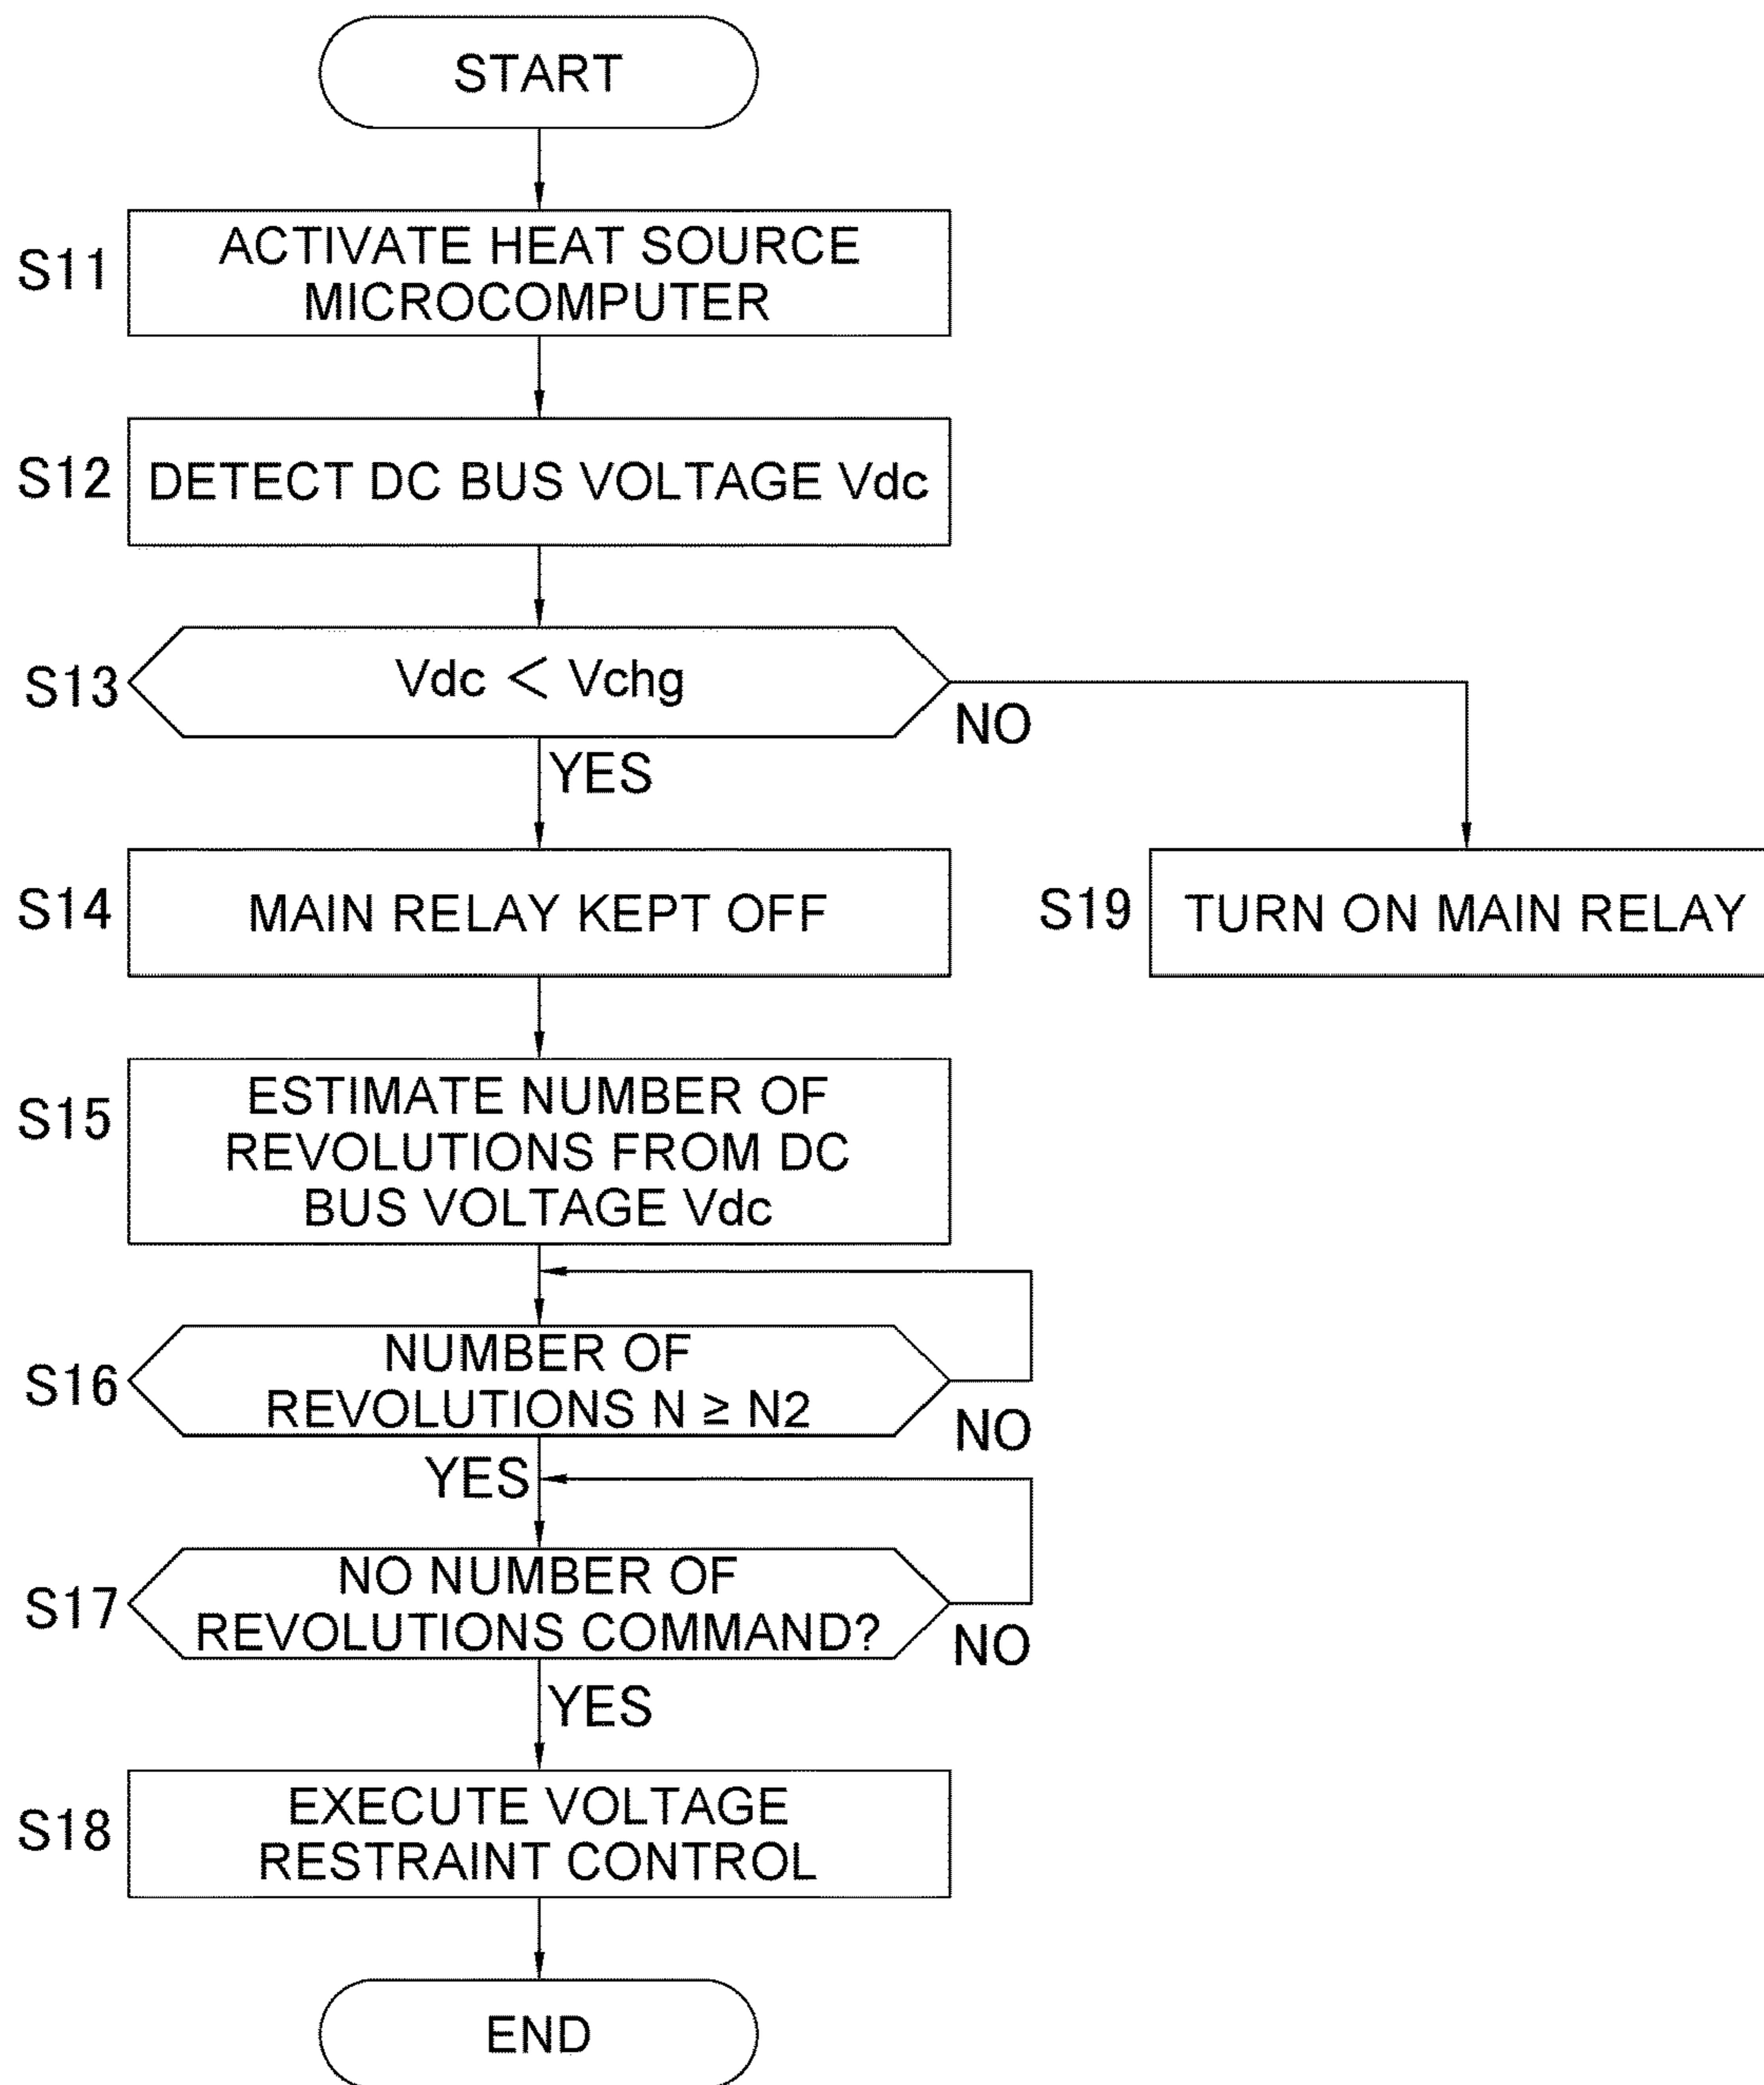 START
S11
ACTIVATE HEAT SOURCE
MICROCOMPUTER
S12
DETECT DC BUS VOLTAGE Vdc
S13
Vdc < Vchg
NO
YES
S14
MAIN RELAY KEPT OFF
S19
TURN ON MAIN RELAY
S15
ESTIMATE NUMBER OF
REVOLUTIONS FROM DC
BUS VOLTAGE Vdc
S16
NUMBER OF
REVOLUTIONS N ≥ N2
NO
YES
S17
NO NUMBER OF
REVOLUTIONS COMMAND?
NO
YES
S18
EXECUTE VOLTAGE
RESTRAINT CONTROL
END